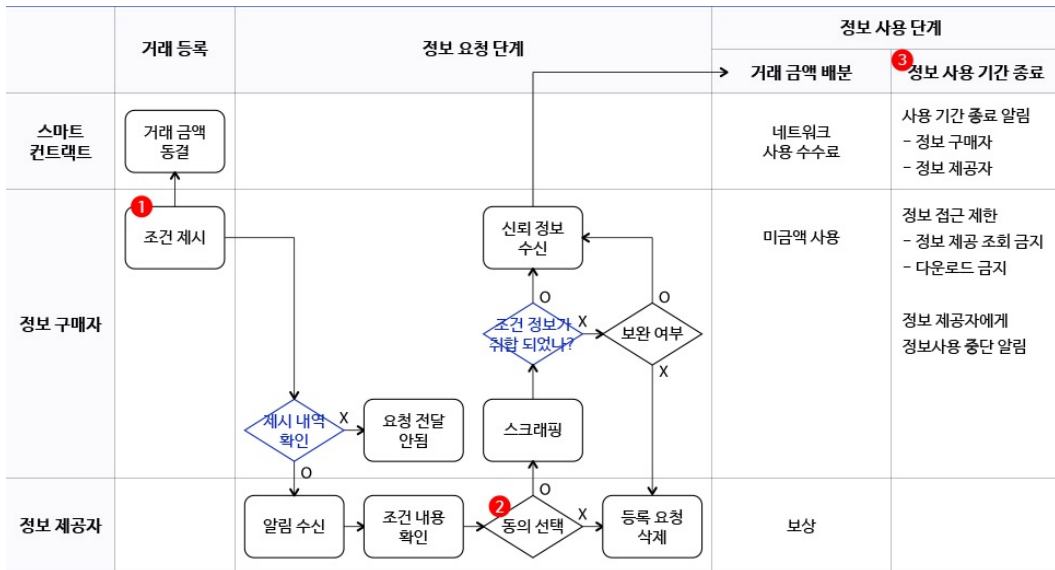 거래 등록
정보 요청 단계
정보 사용 단계
거래 금액 배분
3
정보 사용 기간 종료
스마트
컨트랙트
거래 금액
동결
네트워크
사용 수수료
사용 기간 종료 알림
- 정보 구매자
- 정보 제공자
정보 구매자
1
조건 제시
신뢰 정보
수신
미금액 사용
정보 접근 제한
- 정보 제공 조회 금지
- 다운로드 금지
정보 제공자에게
정보사용 중단 알림
O
O
조건 정보가
취합 되었나?
X
보완 여부
X
제시 내역
확인
X
요청 전달
안됨
스크래핑
O
정보 제공자
알림 수신
조건 내용
확인
2
동의 선택
O
X
등록 요청
삭제
보상